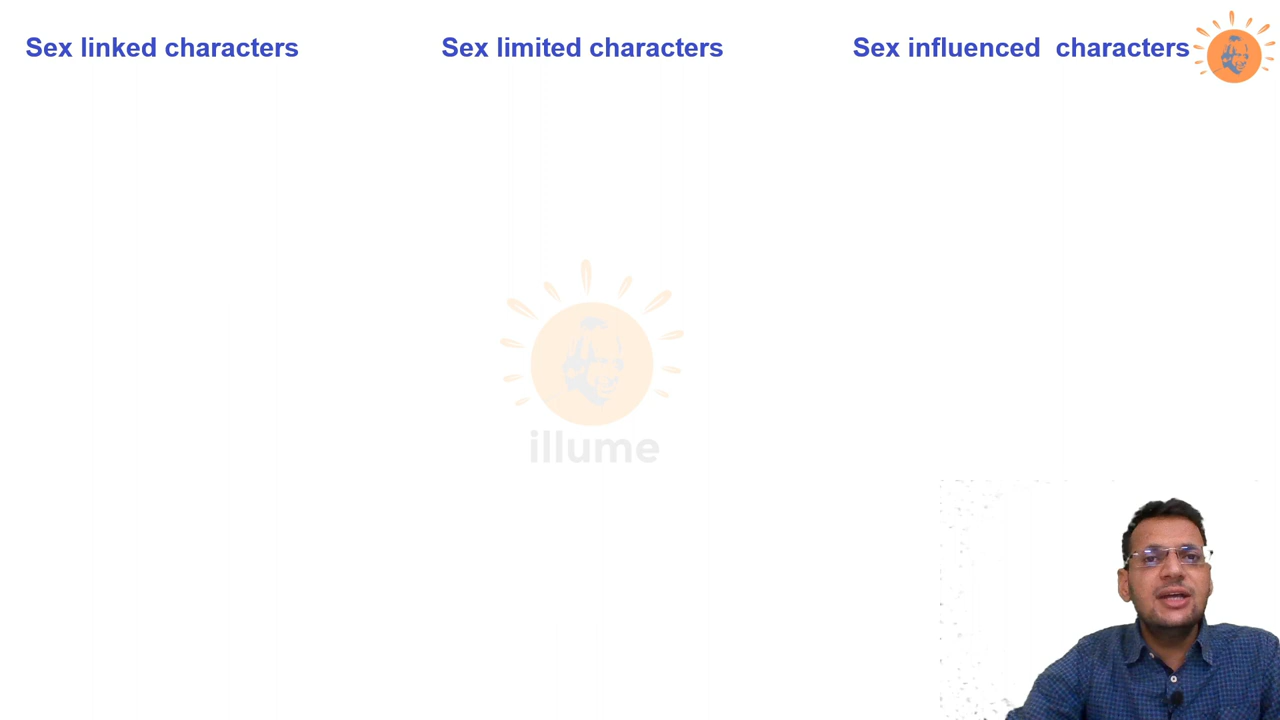 Sex linked characters
Sex limited characters
Sex influenced  characters
illume